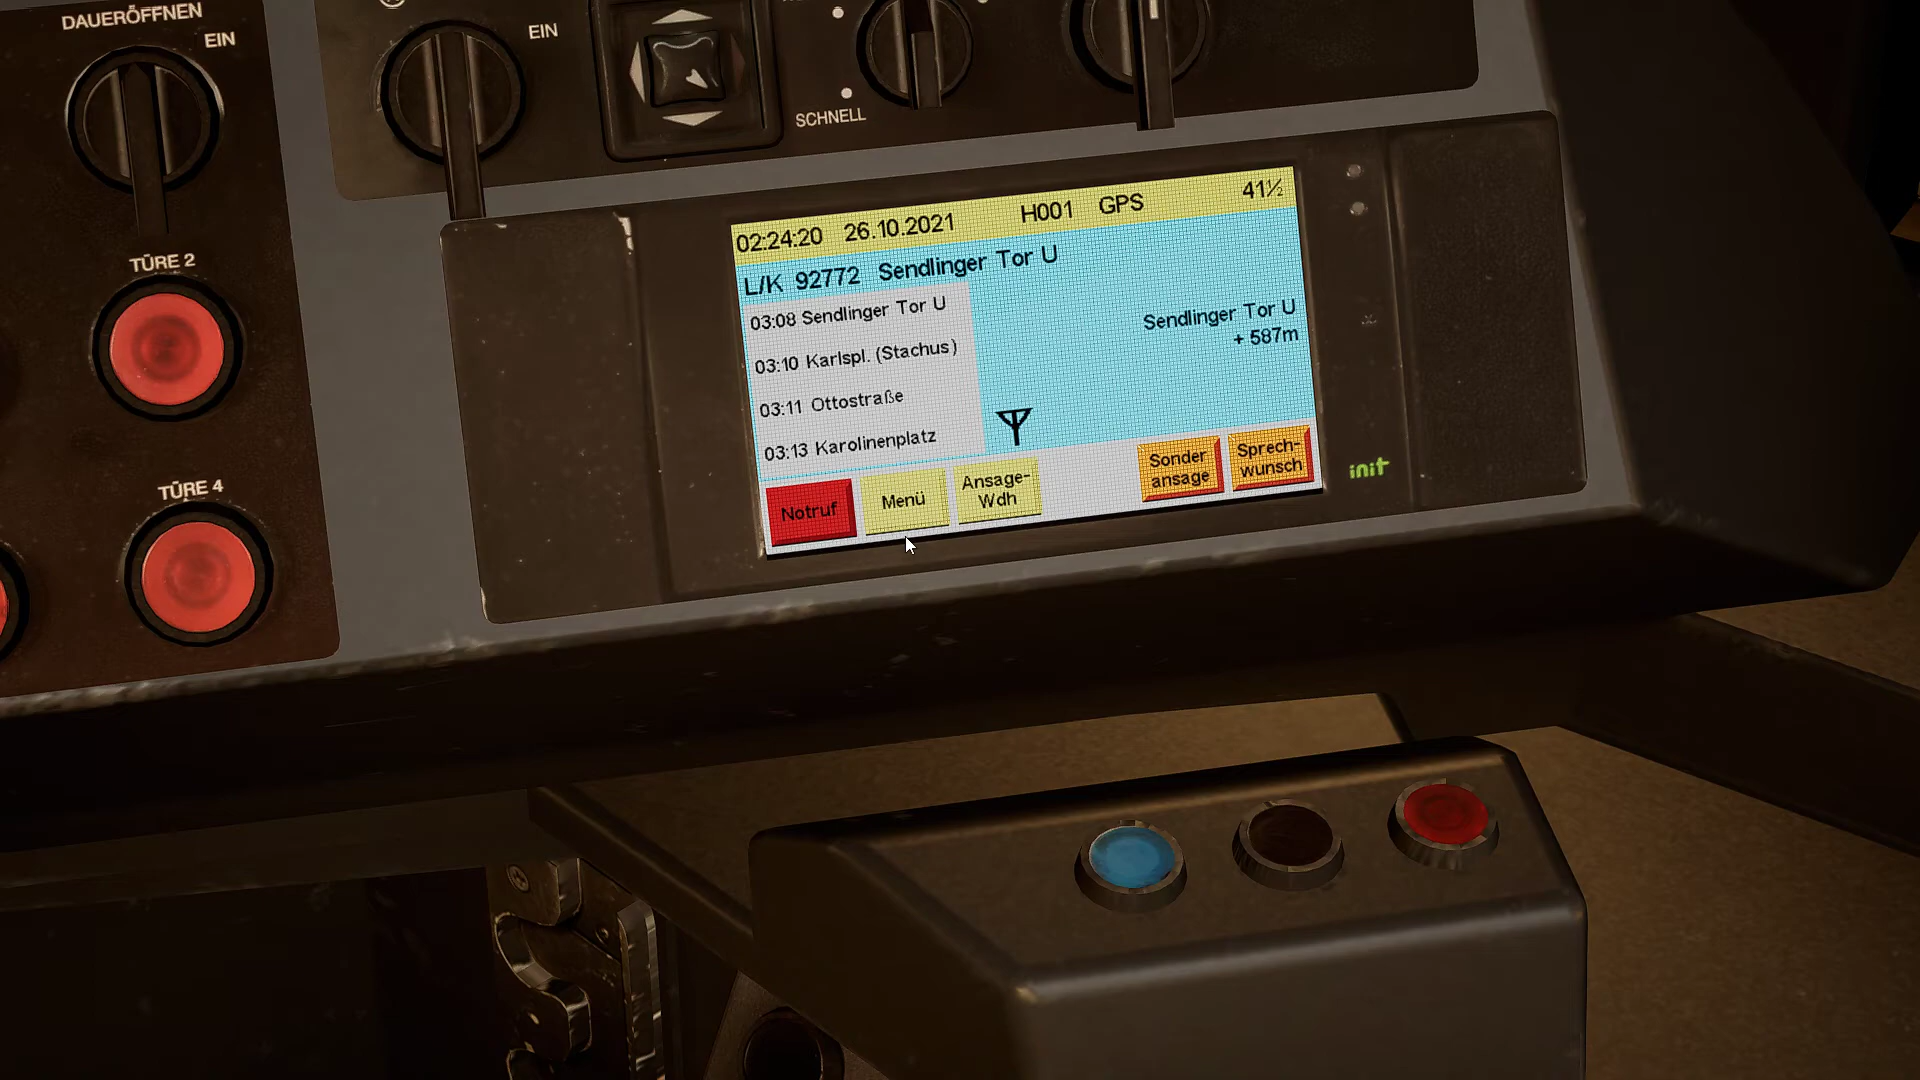 DAUERÖFFNEN
EIN
EIN
SCHNELL
TÜRE 2
TÜRE 4
02:24:20 26.10.2021 H001 GPS 41½
L/K 92772 Sendlinger Tor U
03:08 Sendlinger Tor U
03:10 Karlspl. (Stachus)
03:11 Ottostraße
03:13 Karolinenplatz
Sendlinger Tor U
+ 587m
Notruf
Menü
Ansage-
Wdh
Sonder
ansage
Sprech-
wunsch
init